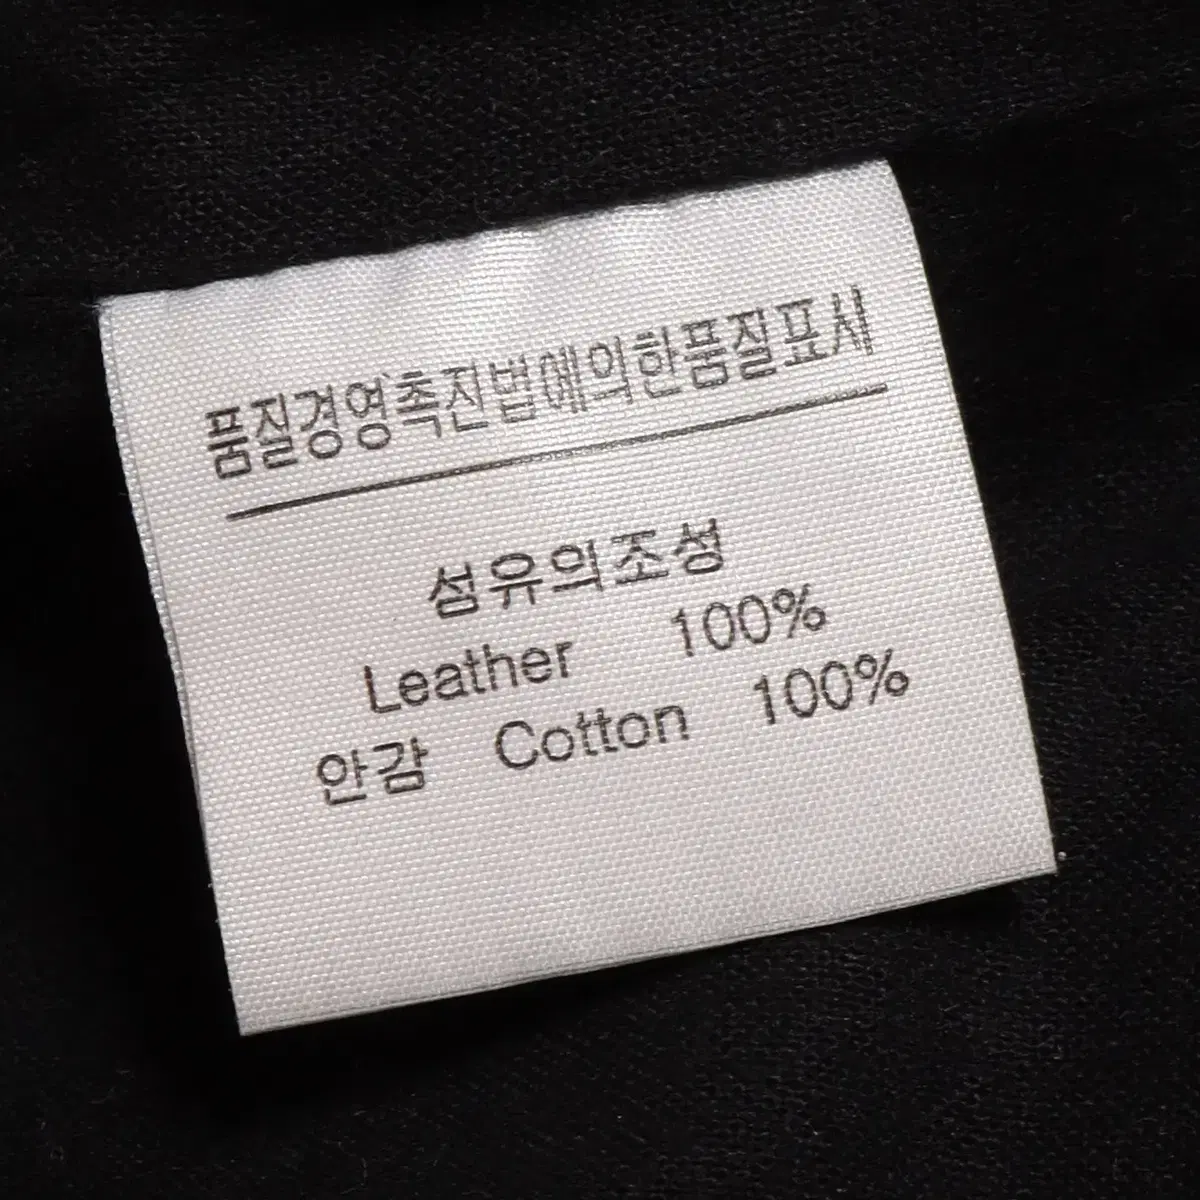 품질경영촉진법에의한품질표시
섬유의조성
Leather 100%
안감 Cotton 100%